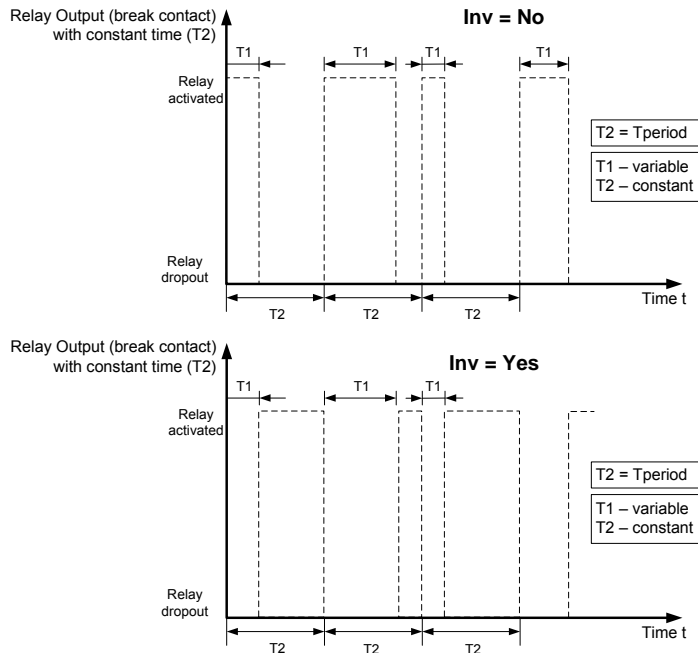 Relay Output (break contact)
with constant time (T2)
Inv = No
T1
T1
T1
T1
Relay
activated
T2 = Tperiod
T1 – variable
T2 – constant
Relay
dropout
Time t
T2
T2
T2
Relay Output (break contact)
with constant time (T2)
Inv = Yes
T1
T1
T1
Relay
activated
T2 = Tperiod
T1 – variable
T2 – constant
Relay
dropout
Time t
T2
T2
T2